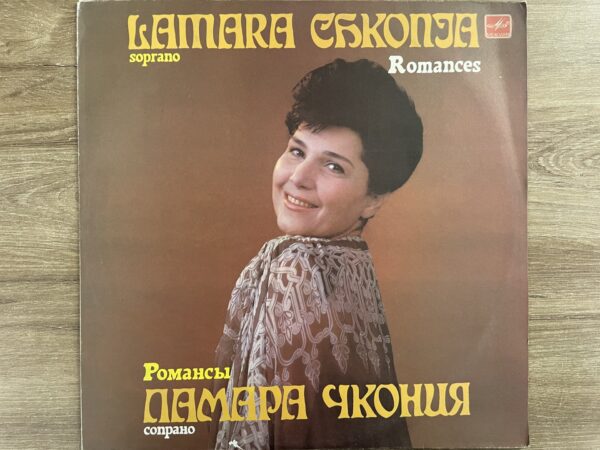 LAMARA CHKONIA
soprano
Romances
Романсы
ЛАМАРА ЧКОНИЯ
сопрано